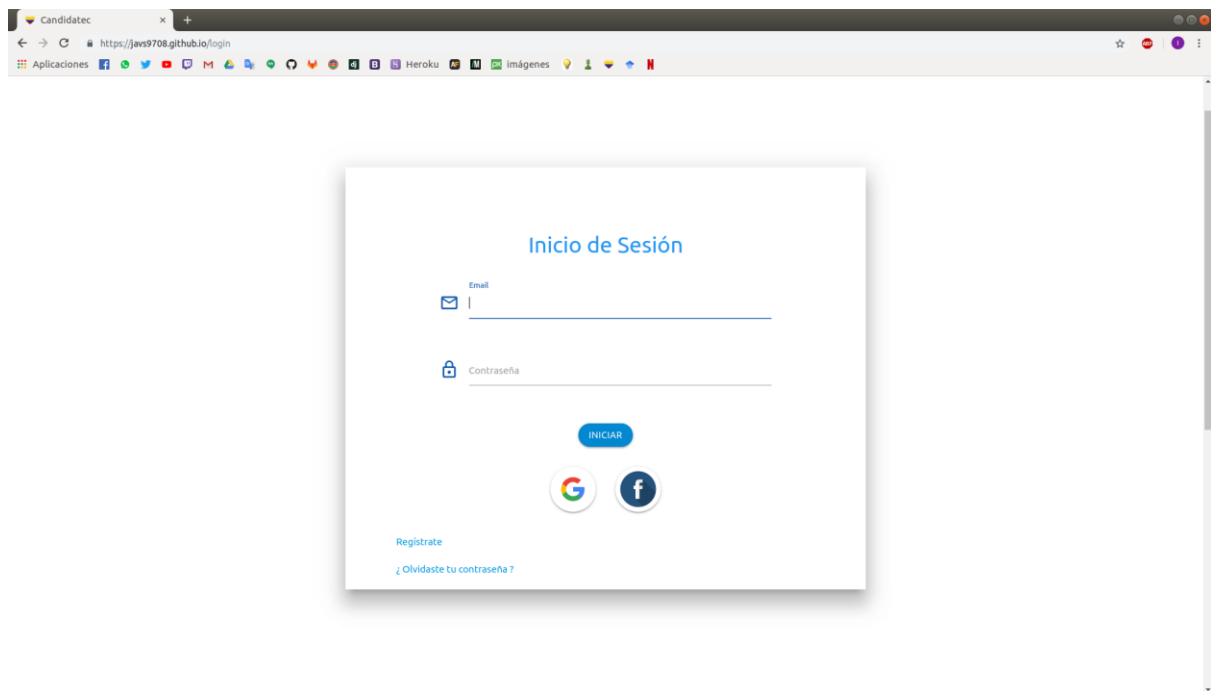 Candidatec
https://javs9708.github.io/login
Aplicaciones Heroku imágenes
Inicio de Sesión
Email
Contraseña
INICIAR
Regístrate
¿ Olvidaste tu contraseña ?